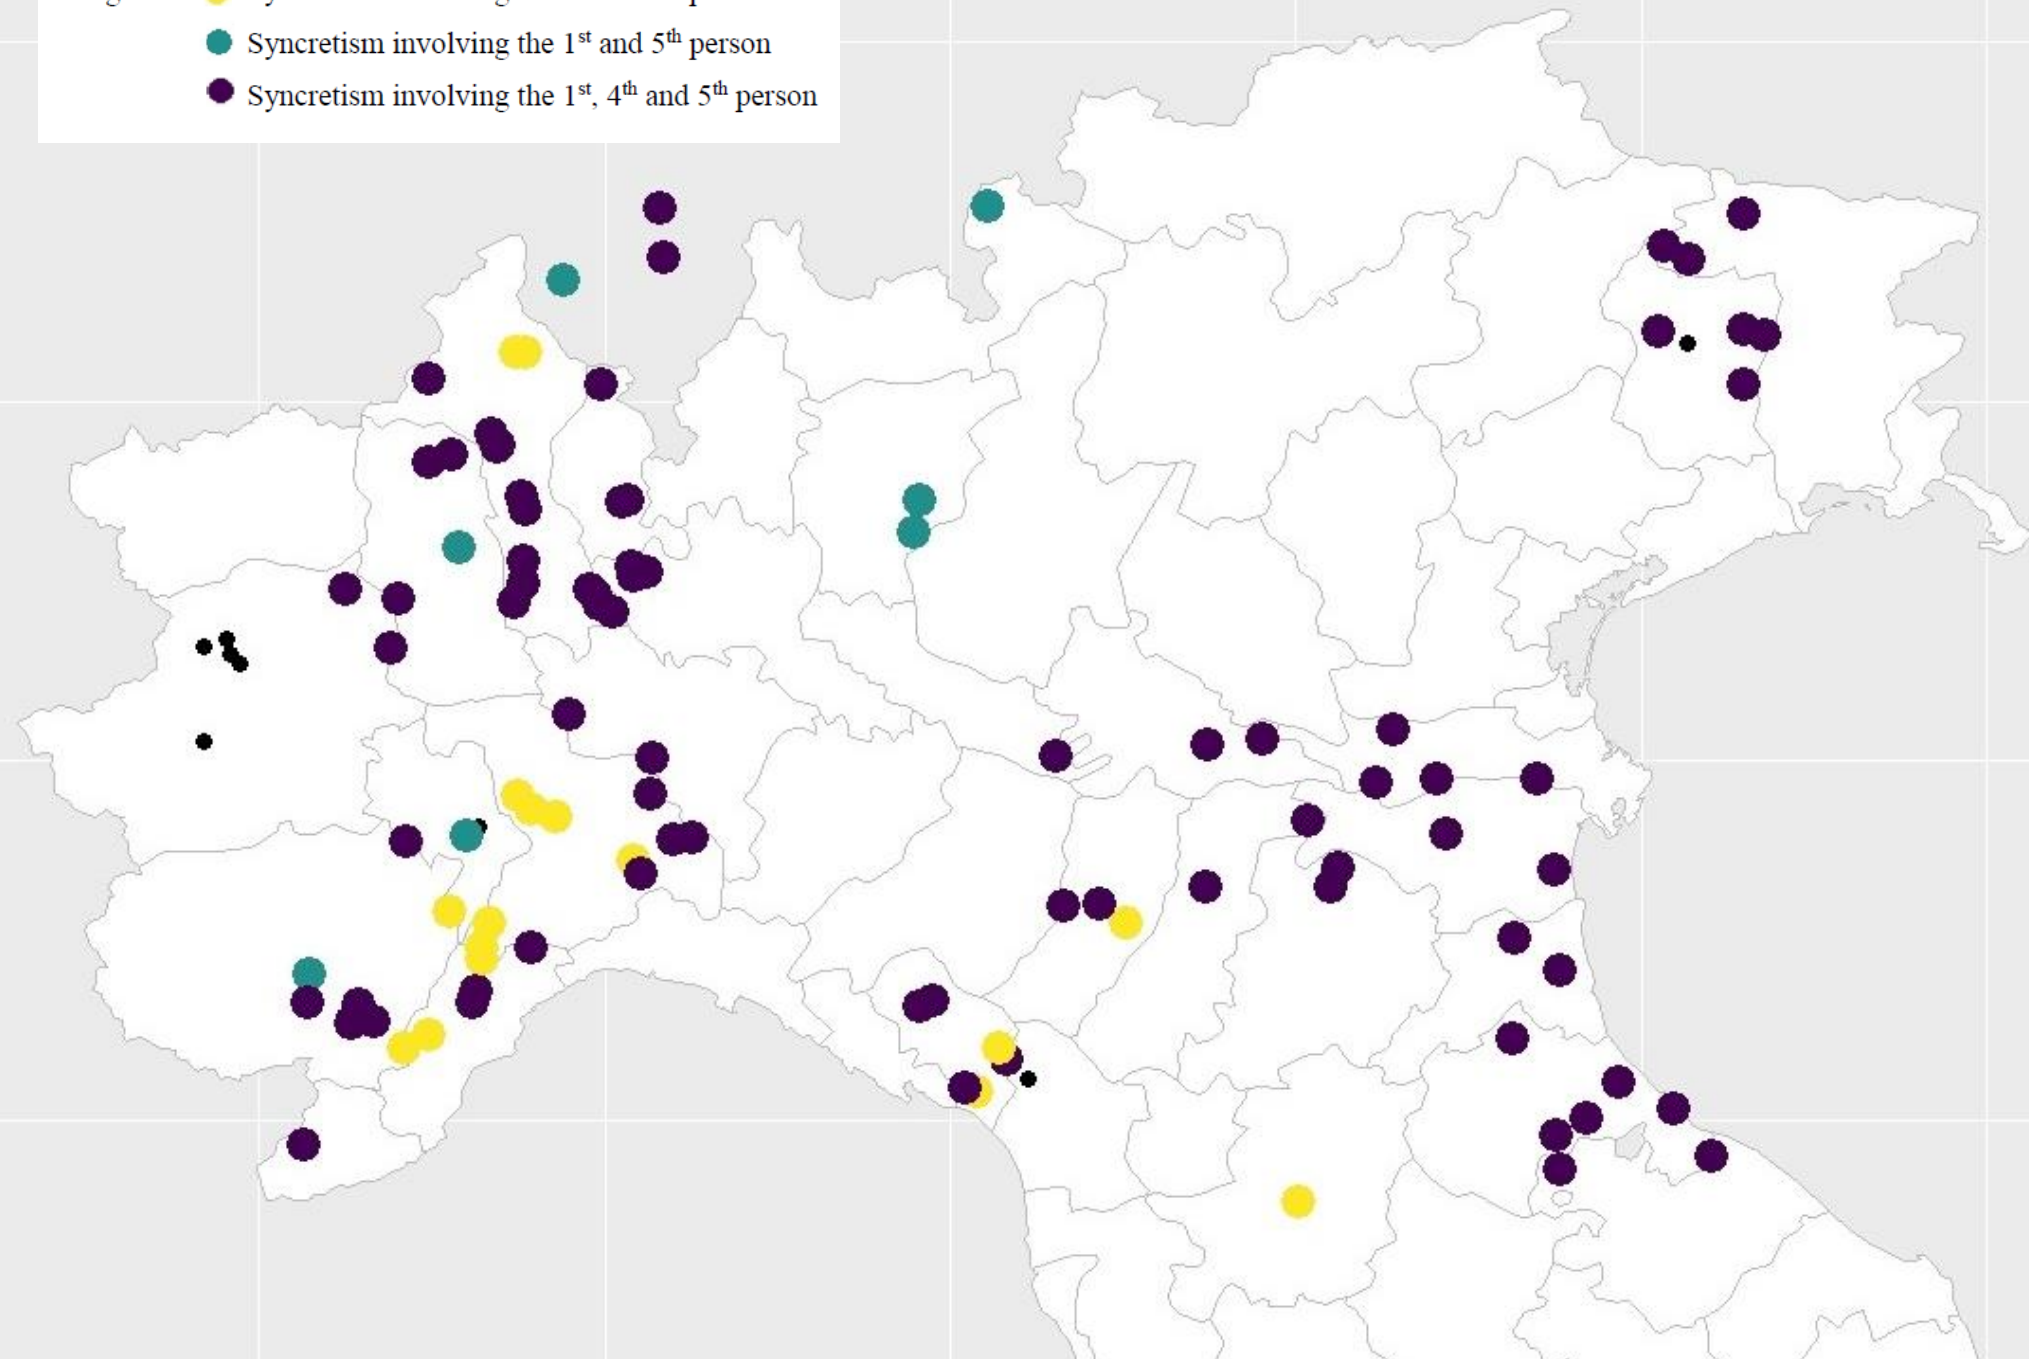 Syncretism involving the 1st and 5th person
Syncretism involving the 1st, 4th and 5th person